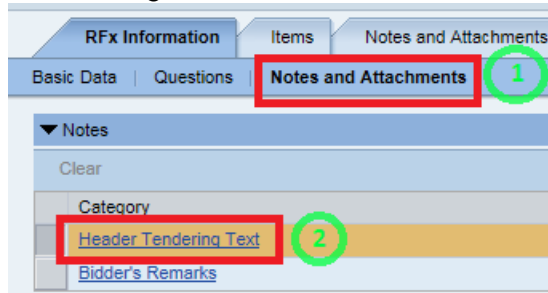 RFx Information Items Notes and Attachments
Basic Data | Questions | Notes and Attachments 1
Notes
Clear
Category
Header Tendering Text 2
Bidder's Remarks